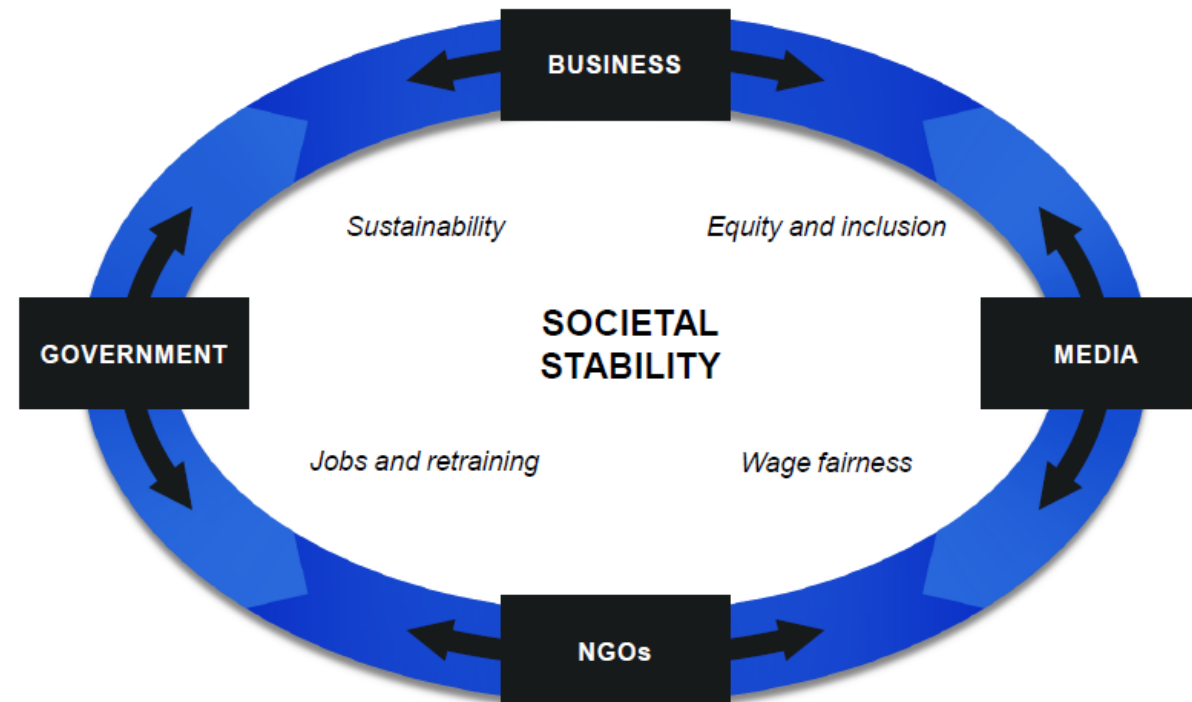 BUSINESS
Sustainability
Equity and inclusion
SOCIETAL
STABILITY
GOVERNMENT
MEDIA
Jobs and retraining
Wage fairness
NGOs